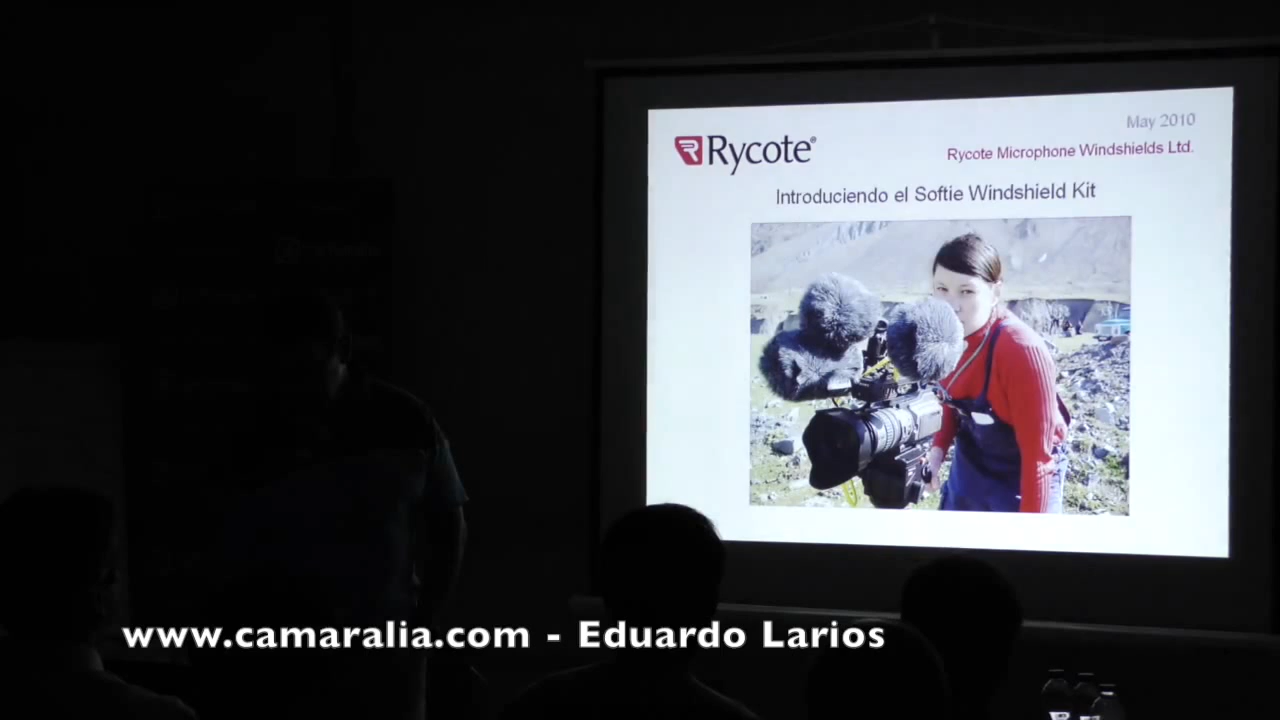 May 2010
Rycote®
Rycote Microphone Windshields Ltd.
Introduciendo el Softie Windshield Kit
www.camaralia.com - Eduardo Larios